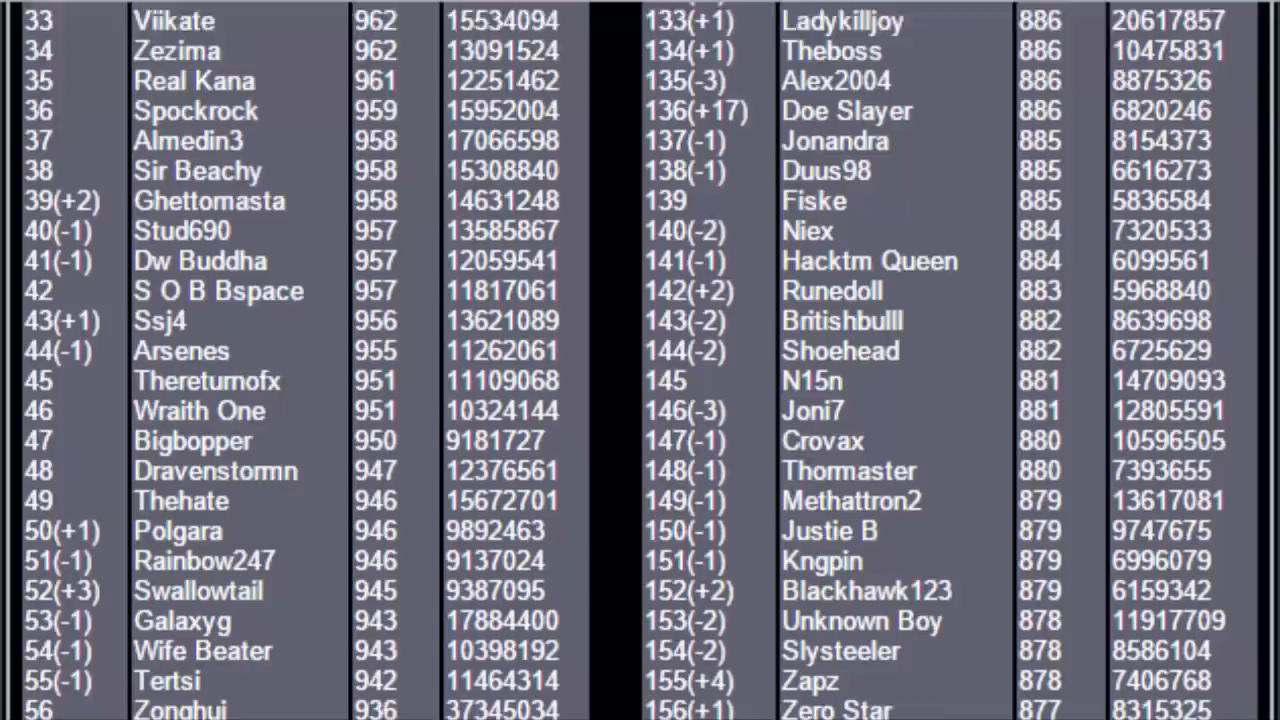 33 Viikate 962 15534094 133(+1) Ladykilljoy 886 20617857
34 Zezima 962 13091524 134(+1) Theboss 886 10475831
35 Real Kana 961 12251462 135(-3) Alex2004 886 8875326
36 Spockrock 959 15952004 136(+17) Doe Slayer 886 6820246
37 Almedin3 958 17066598 137(-1) Jonandra 885 8154373
38 Sir Beachy 958 15308840 138(-1) Duus98 885 6616273
39(+2) Ghettomasta 958 14631248 139 Fiske 885 5836584
40(-1) Stud690 957 13585867 140(-2) Niex 884 7320533
41(-1) Dw Buddha 957 12059541 141(-1) Hacktm Queen 884 6099561
42 S O B Bspace 957 11817061 142(+2) Runedoll 883 5968840
43(+1) Ssj4 956 13621089 143(-2) Britishbulll 882 8639698
44(-1) Arsenes 955 11262061 144(-2) Shoehead 882 6725629
45 Thereturnofx 951 11109068 145 N15n 881 14709093
46 Wraith One 951 10324144 146(-3) Joni7 881 12805591
47 Bigbopper 950 9181727 147(-1) Crovax 880 10596505
48 Dravenstormn 947 12376561 148(-1) Thormaster 880 7393655
49 Thehate 946 15672701 149(-1) Methattron2 879 13617081
50(+1) Polgara 946 9892463 150(-1) Justie B 879 9747675
51(-1) Rainbow247 946 9137024 151(-1) Kngpin 879 6996079
52(+3) Swallowtail 945 9387095 152(+2) Blackhawk123 879 6159342
53(-1) Galaxyg 943 17884400 153(-2) Unknown Boy 878 11917709
54(-1) Wife Beater 943 10398192 154(-2) Slysteeler 878 8586104
55(-1) Tertsi 942 11464314 155(+4) Zapz 878 7406768
56 Zonghui 936 37345034 156(+1) Zero Star 877 8315325